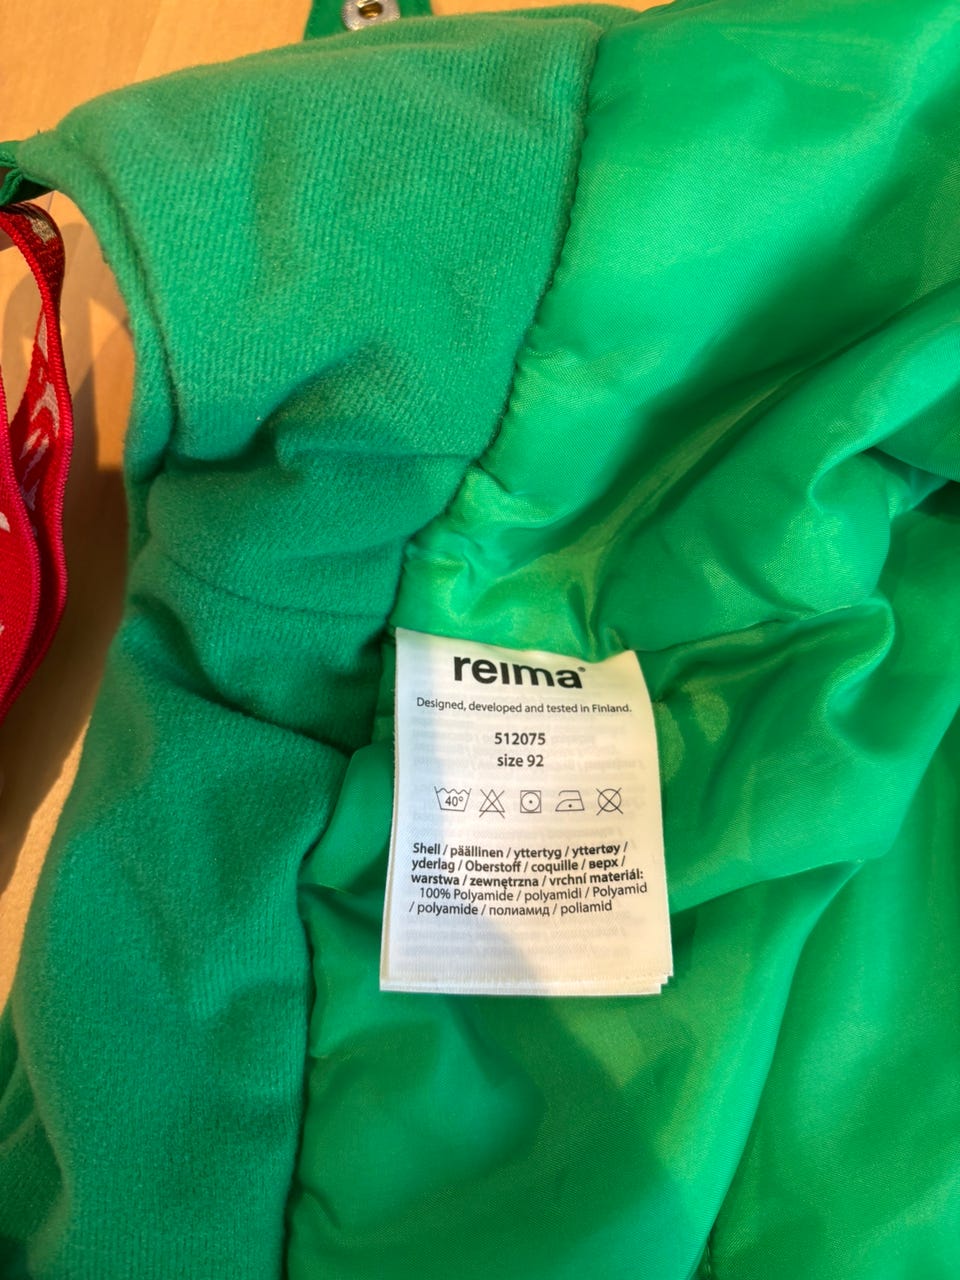 reima®
Designed, developed and tested in Finland.
512075
size 92
40°
Shell / päällinen / yttertyg / yttertøy /
yderlag / Oberstoff / coquille / верх /
warstwa / zewnętrzna / vrchní materiál:
100% Polyamide / polyamidi / Polyamid
/ polyamide / полиамид / poliamid